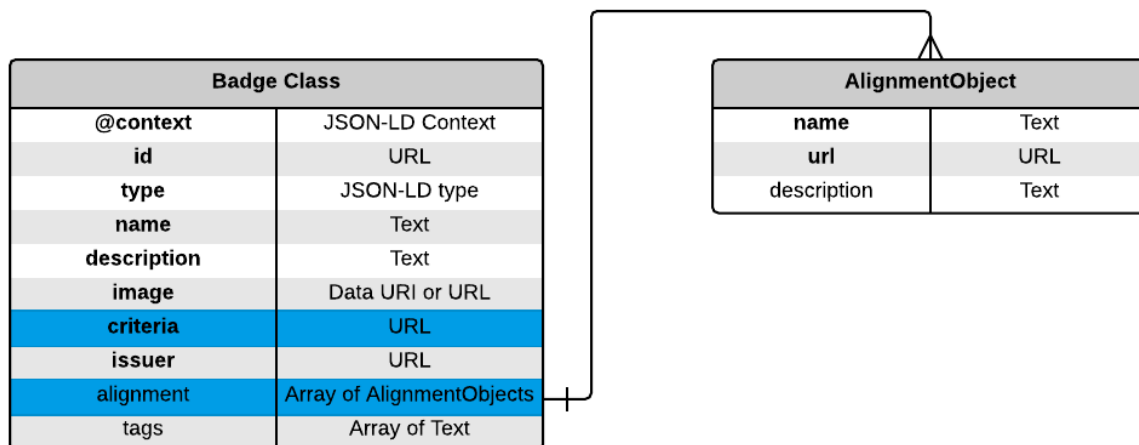 Badge Class
@context JSON-LD Context
id URL
type JSON-LD type
name Text
description Text
image Data URI or URL
criteria URL
issuer URL
alignment Array of AlignmentObjects
tags Array of Text
AlignmentObject
name Text
url URL
description Text